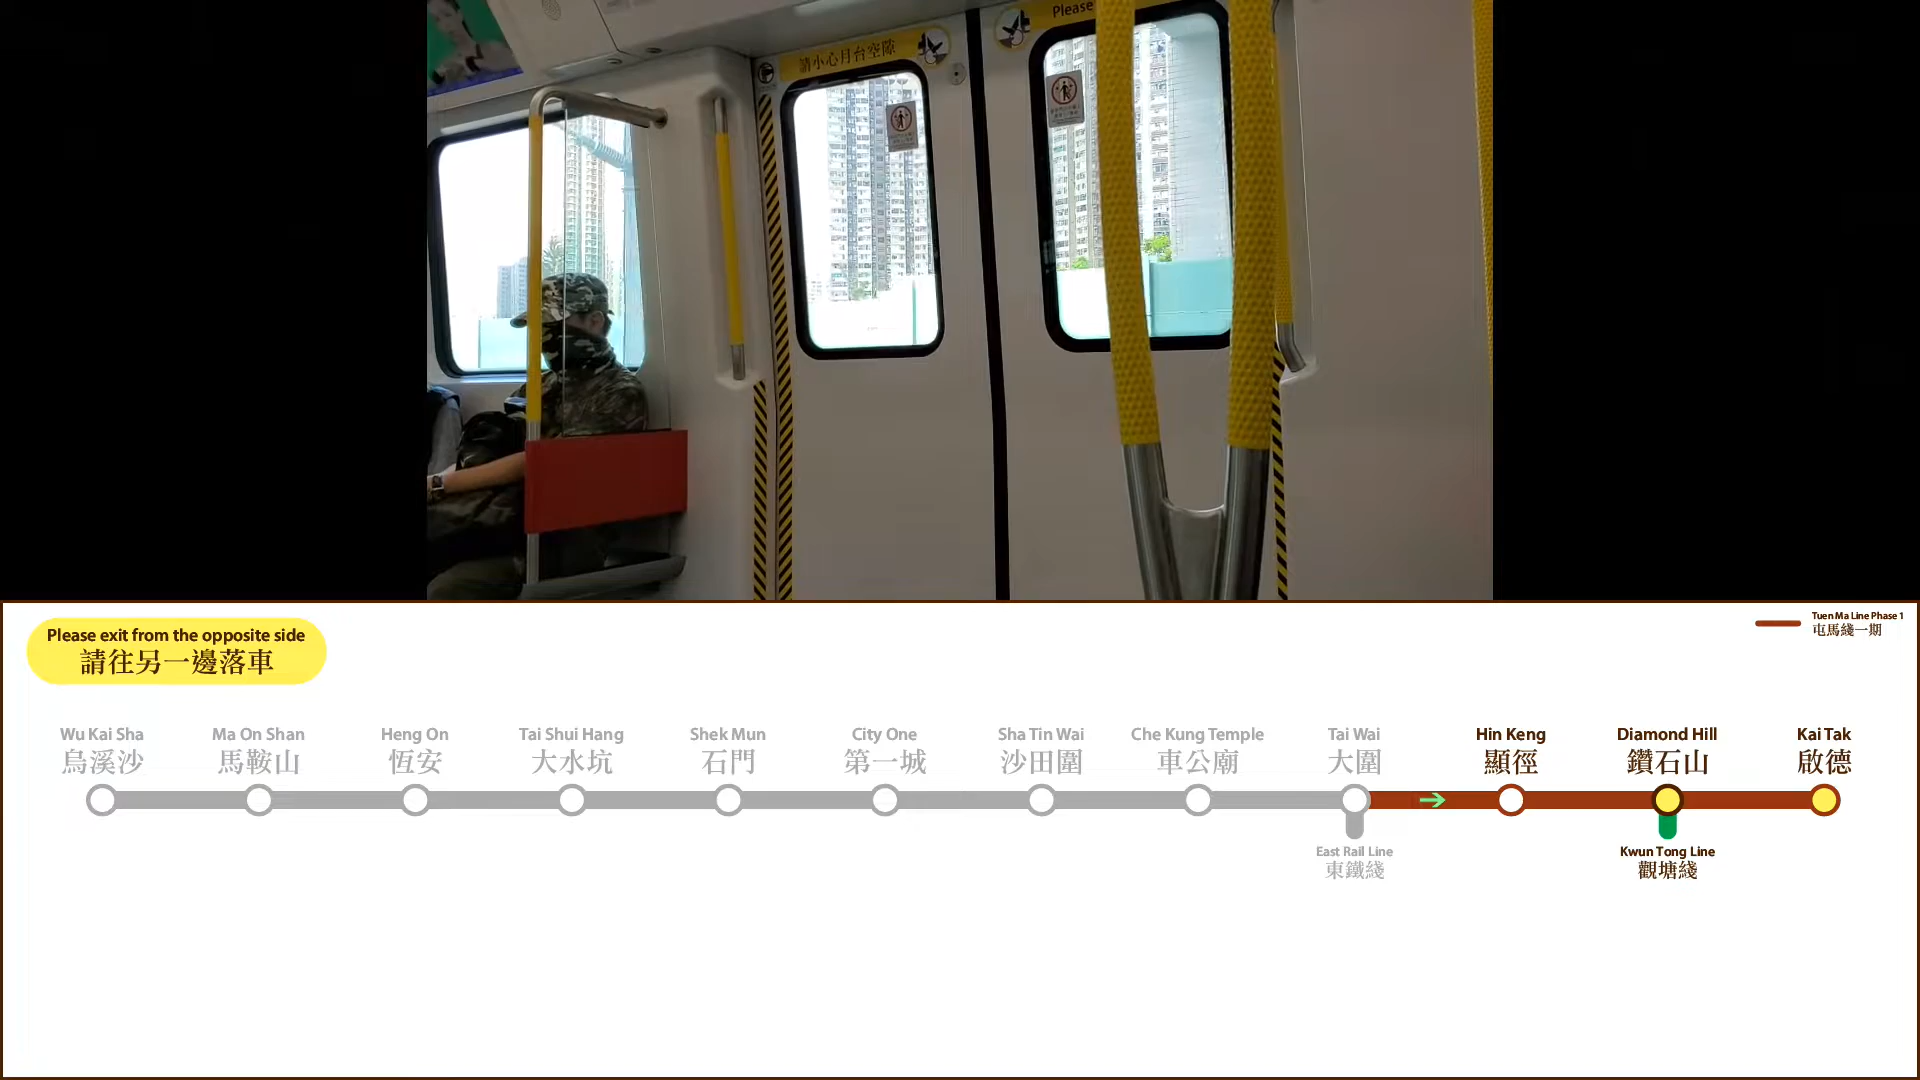 請小心月台空隙
Please
Please exit from the opposite side
請往另一邊落車
Tuen Ma Line Phase 1
屯馬綫一期
Wu Kai Sha
烏溪沙
Ma On Shan
馬鞍山
Heng On
恆安
Tai Shui Hang
大水坑
Shek Mun
石門
City One
第一城
Sha Tin Wai
沙田圍
Che Kung Temple
車公廟
Tai Wai
大圍
Hin Keng
顯徑
Diamond Hill
鑽石山
Kai Tak
啟德
East Rail Line
東鐵綫
Kwun Tong Line
觀塘綫